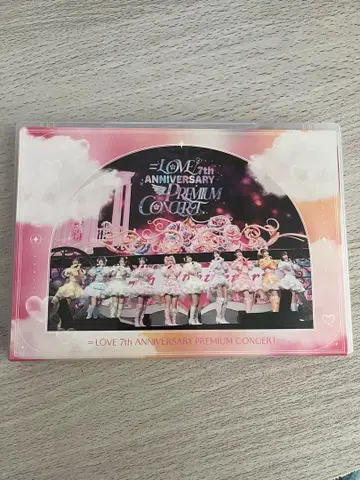 =LOVE 7th
ANNIVERSARY
PREMIUM
CONCERT
= LOVE 7th ANNIVERSARY PREMIUM CONCERT